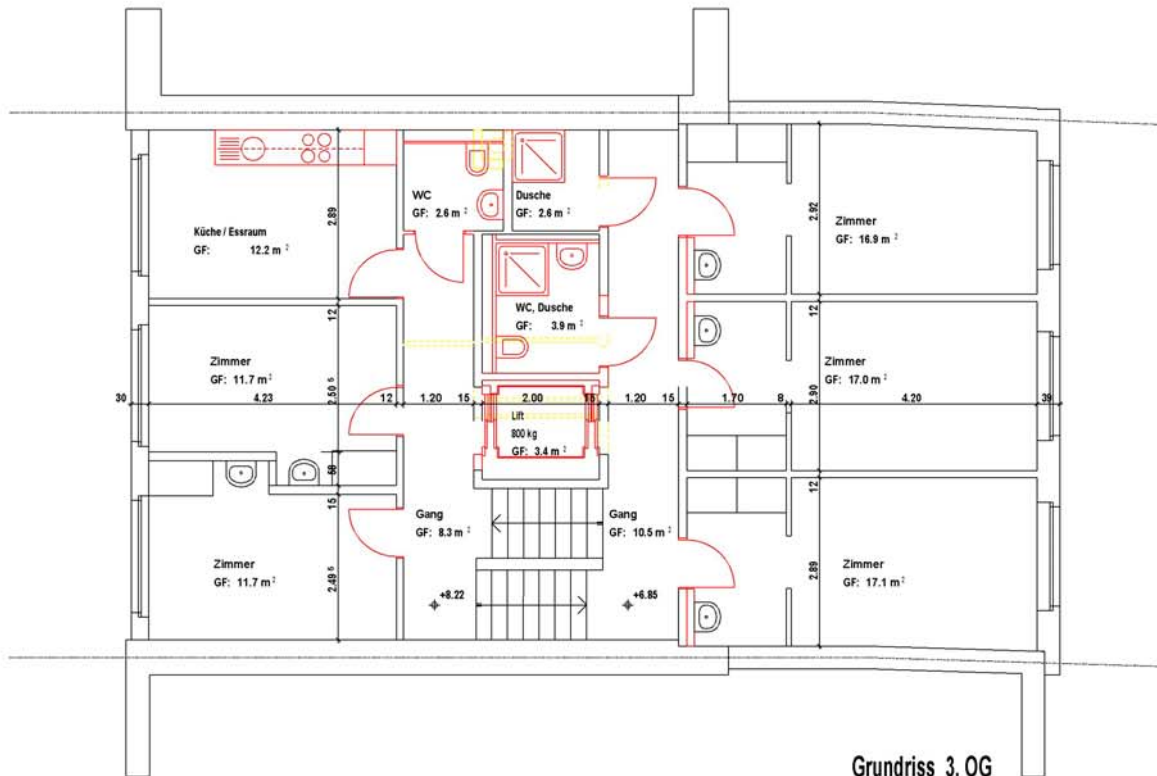 WC
GF: 2.6 m²
Dusche
GF: 2.6 m²
Küche / Essraum
GF: 12.2 m²
2.89
Zimmer
GF: 16.9 m²
2.92
WC, Dusche
GF: 3.9 m²
12
12
Zimmer
GF: 11.7 m²
2.50⁵
Zimmer
GF: 17.0 m²
2.90
30
4.23
12
1.20
15
2.00
15
1.20
15
1.70
8
4.20
39
Lift
800 kg
GF: 3.4 m²
58
15
12
Gang
GF: 8.3 m²
Gang
GF: 10.5 m²
Zimmer
GF: 11.7 m²
2.49⁵
Zimmer
GF: 17.1 m²
2.89
+8.22
+6.85
Grundriss 3. OG